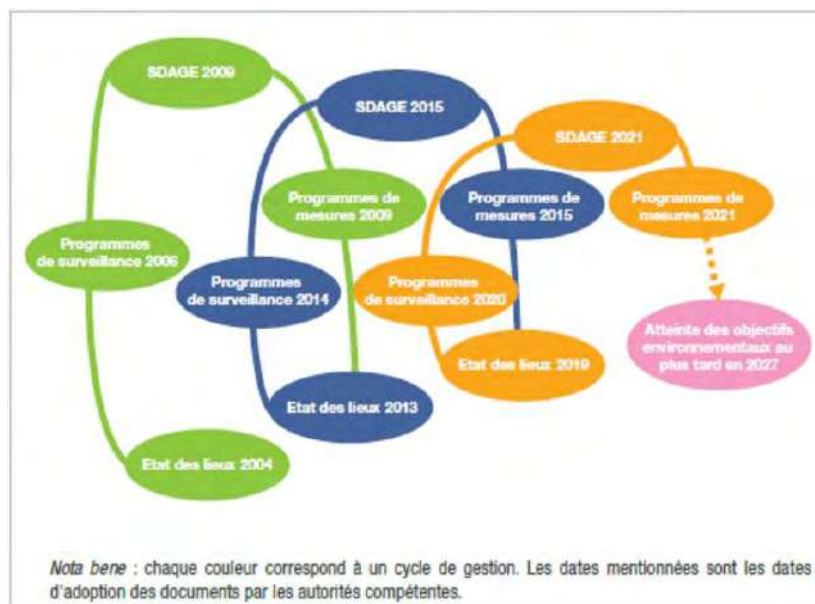 SDAGE 2009
SDAGE 2015
SDAGE 2021
Programmes de
mesures 2009
Programmes de
mesures 2015
Programmes de
mesures 2021
Programmes
de surveillance 2006
Programmes
de surveillance 2014
Programmes
de surveillance 2020
Atteinte des objectifs
environnementaux au
plus tard en 2027
Etat des lieux 2019
Etat des lieux 2013
Etat des lieux 2004
Nota bene : chaque couleur correspond à un cycle de gestion. Les dates mentionnées sont les dates
d'adoption des documents par les autorités compétentes.